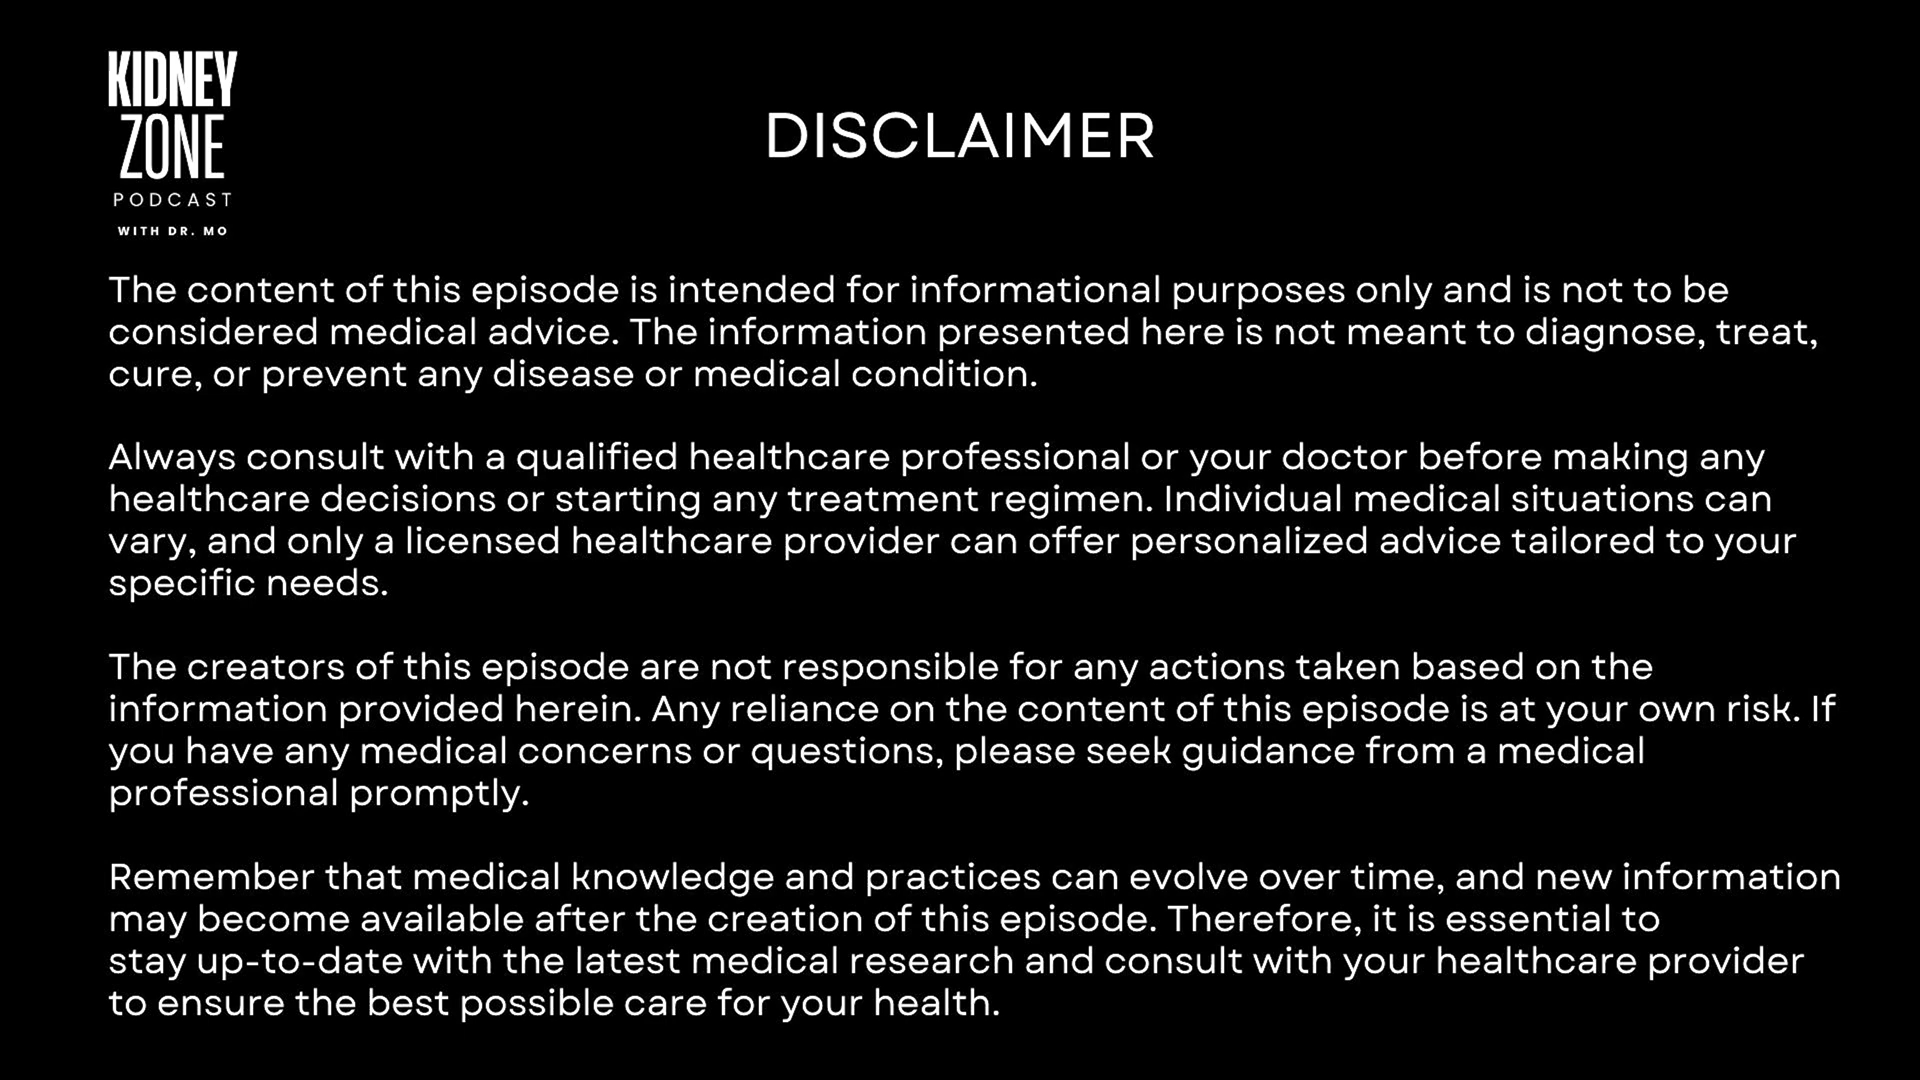 KIDNEY
ZONE
PODCAST
WITH DR. MO
DISCLAIMER
The content of this episode is intended for informational purposes only and is not to be
considered medical advice. The information presented here is not meant to diagnose, treat,
cure, or prevent any disease or medical condition.
Always consult with a qualified healthcare professional or your doctor before making any
healthcare decisions or starting any treatment regimen. Individual medical situations can
vary, and only a licensed healthcare provider can offer personalized advice tailored to your
specific needs.
The creators of this episode are not responsible for any actions taken based on the
information provided herein. Any reliance on the content of this episode is at your own risk. If
you have any medical concerns or questions, please seek guidance from a medical
professional promptly.
Remember that medical knowledge and practices can evolve over time, and new information
may become available after the creation of this episode. Therefore, it is essential to
stay up-to-date with the latest medical research and consult with your healthcare provider
to ensure the best possible care for your health.